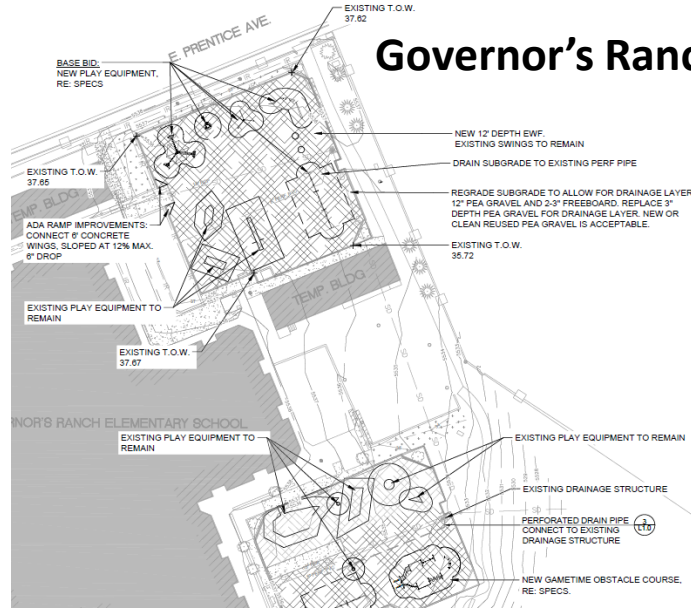 EXISTING T.O.W.
37.62
E. PRENTICE AVE.
Governor's Ranc
BASE BID:
NEW PLAY EQUIPMENT,
RE: SPECS
NEW 12' DEPTH EWF.
EXISTING SWINGS TO REMAIN
DRAIN SUBGRADE TO EXISTING PERF PIPE
EXISTING T.O.W.
37.65
TEMP. BLDG
REGRADE SUBGRADE TO ALLOW FOR DRAINAGE LAYER
12" PEA GRAVEL AND 2-3" FREEBOARD. REPLACE 3"
DEPTH PEA GRAVEL FOR DRAINAGE LAYER. NEW OR
CLEAN REUSED PEA GRAVEL IS ACCEPTABLE.
ADA RAMP IMPROVEMENTS:
CONNECT 6' CONCRETE
WINGS, SLOPED AT 12% MAX.
6" DROP
EXISTING T.O.W.
35.72
TEMP. BLDG
EXISTING PLAY EQUIPMENT TO
REMAIN
EXISTING T.O.W.
37.67
NOR'S RANCH ELEMENTARY SCHOOL
EXISTING PLAY EQUIPMENT TO
REMAIN
EXISTING PLAY EQUIPMENT TO REMAIN
EXISTING DRAINAGE STRUCTURE
PERFORATED DRAIN PIPE
CONNECT TO EXISTING
DRAINAGE STRUCTURE
3
L1.0
NEW GAMETIME OBSTACLE COURSE,
RE: SPECS.